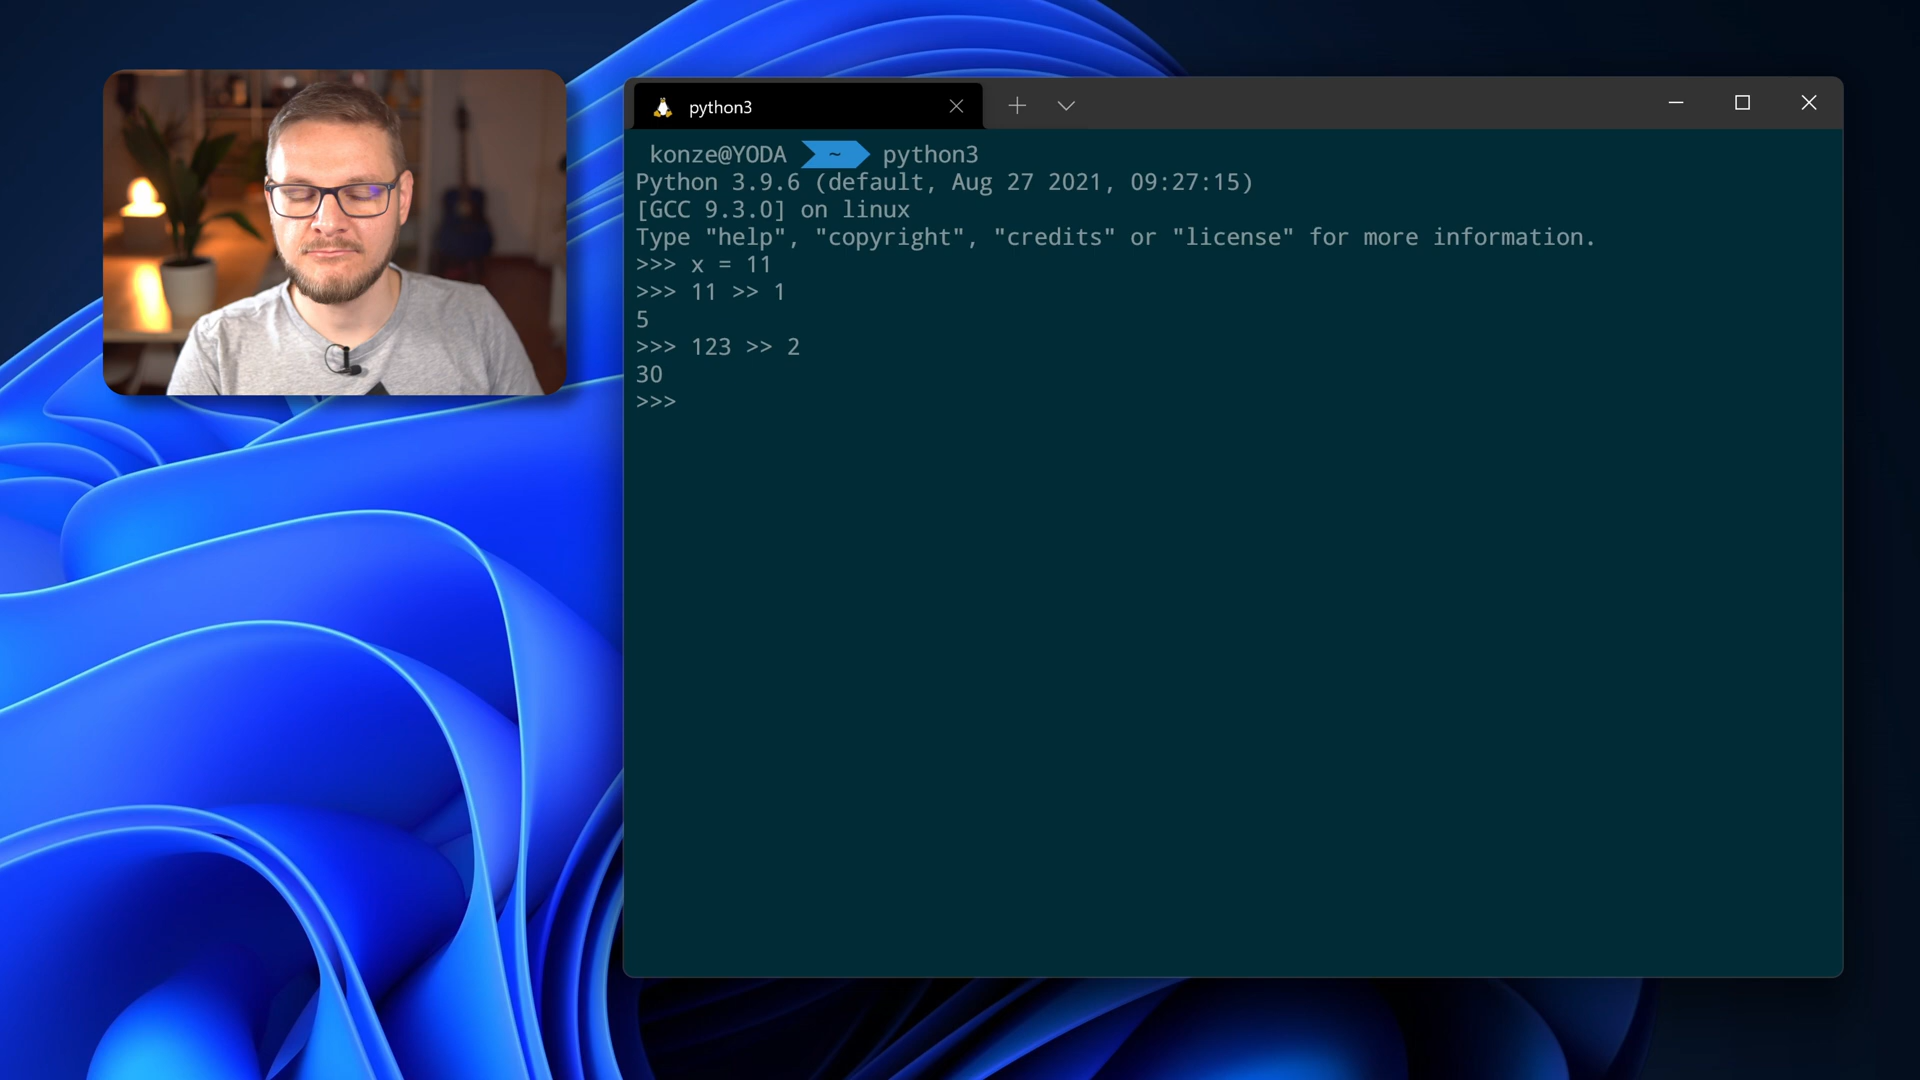 python3
konze@YODA ~ python3
Python 3.9.6 (default, Aug 27 2021, 09:27:15)
[GCC 9.3.0] on linux
Type "help", "copyright", "credits" or "license" for more information.
>>> x = 11
>>> 11 >> 1
5
>>> 123 >> 2
30
>>>